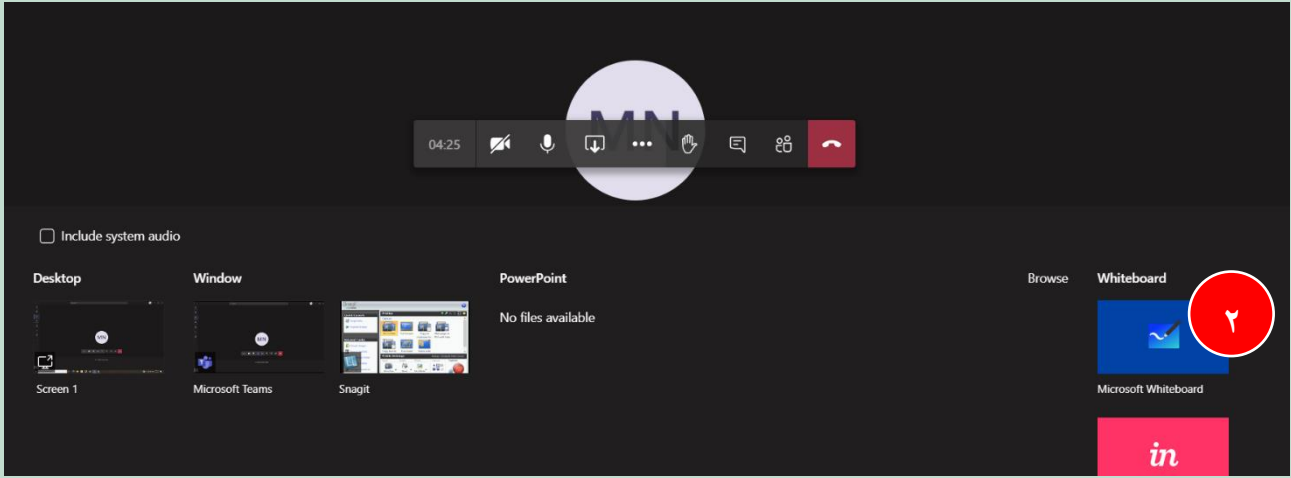 MN
04:25
Include system audio
Desktop
Window
PowerPoint
Browse
Whiteboard
No files available
۲
Screen 1
Microsoft Teams
Snagit
Microsoft Whiteboard
in